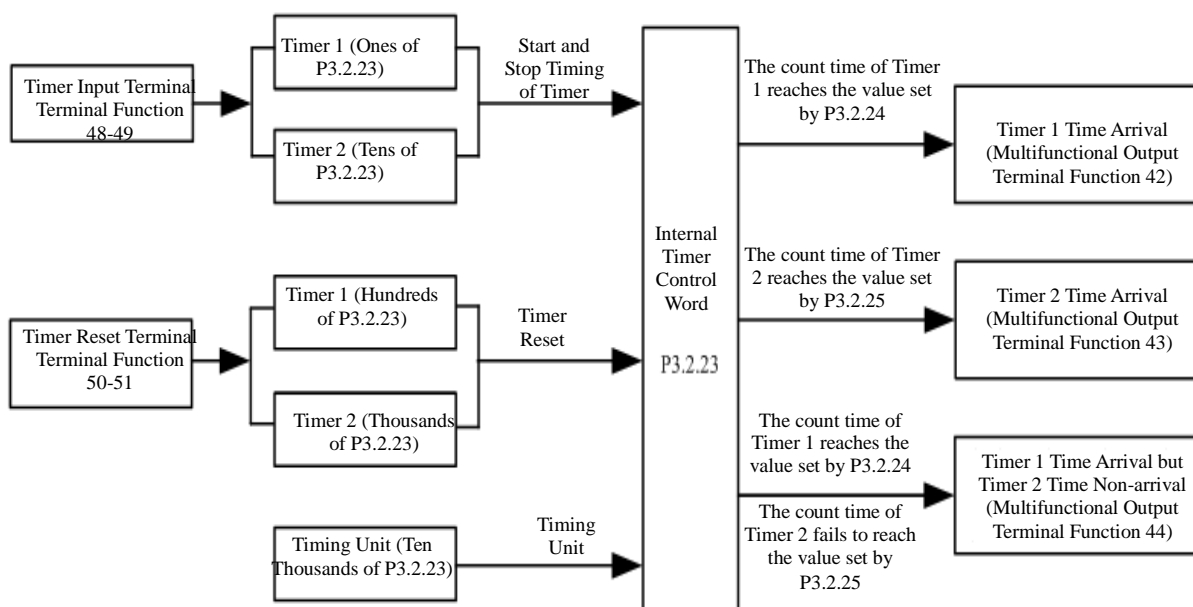 Timer Input Terminal
Terminal Function
48-49
Timer 1 (Ones of
P3.2.23)
Timer 2 (Tens of
P3.2.23)
Start and
Stop Timing
of Timer
Timer Reset Terminal
Terminal Function
50-51
Timer 1 (Hundreds
of P3.2.23)
Timer 2 (Thousands
of P3.2.23)
Timer
Reset
Timing Unit (Ten
Thousands of P3.2.23)
Timing
Unit
Internal
Timer
Control
Word
P3.2.23
The count time of Timer
1 reaches the value set
by P3.2.24
Timer 1 Time Arrival
(Multifunctional Output
Terminal Function 42)
The count time of Timer
2 reaches the value set
by P3.2.25
Timer 2 Time Arrival
(Multifunctional Output
Terminal Function 43)
The count time of
Timer 1 reaches the
value set by P3.2.24
The count time of
Timer 2 fails to reach
the value set by
P3.2.25
Timer 1 Time Arrival but
Timer 2 Time Non-arrival
(Multifunctional Output
Terminal Function 44)